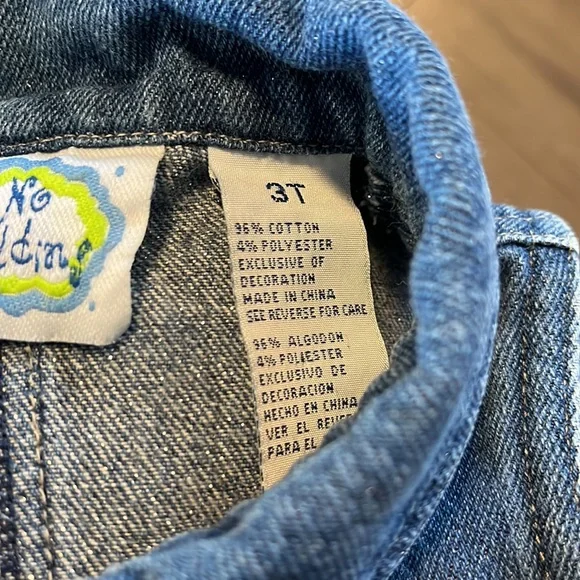 No
3T
96% COTTON
4% POLYESTER
EXCLUSIVE OF
DECORATION
MADE IN CHINA
SEE REVERSE FOR CARE
96% ALGODON
4% POLIESTER
EXCLUSIVO DE
DECORACION
HECHO EN CHINA
VER EL
PARA EL